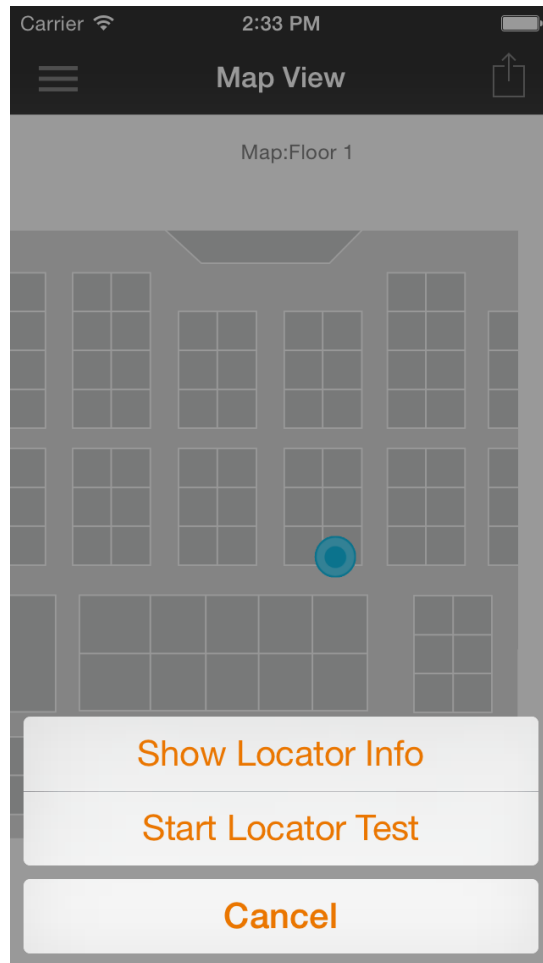 Carrier 2:33 PM
Map View
Map:Floor 1
Show Locator Info
Start Locator Test
Cancel